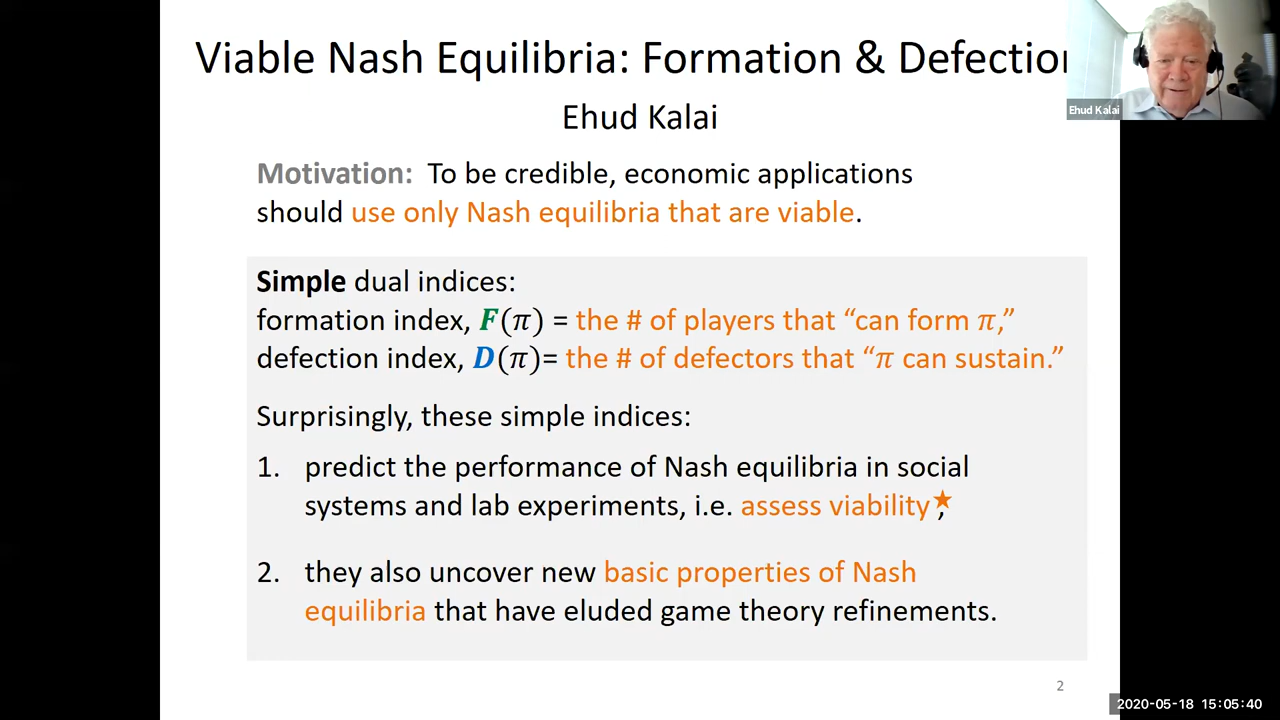 Viable Nash Equilibria: Formation & Defection
Ehud Kalai
Ehud Kalai
Motivation: To be credible, economic applications
should use only Nash equilibria that are viable.
Simple dual indices:
formation index, F(π) = the # of players that “can form π,”
defection index, D(π)= the # of defectors that “π can sustain.”
Surprisingly, these simple indices:
1. predict the performance of Nash equilibria in social
systems and lab experiments, i.e. assess viability★,
2. they also uncover new basic properties of Nash
equilibria that have eluded game theory refinements.
2
2020-05-18 15:05:40